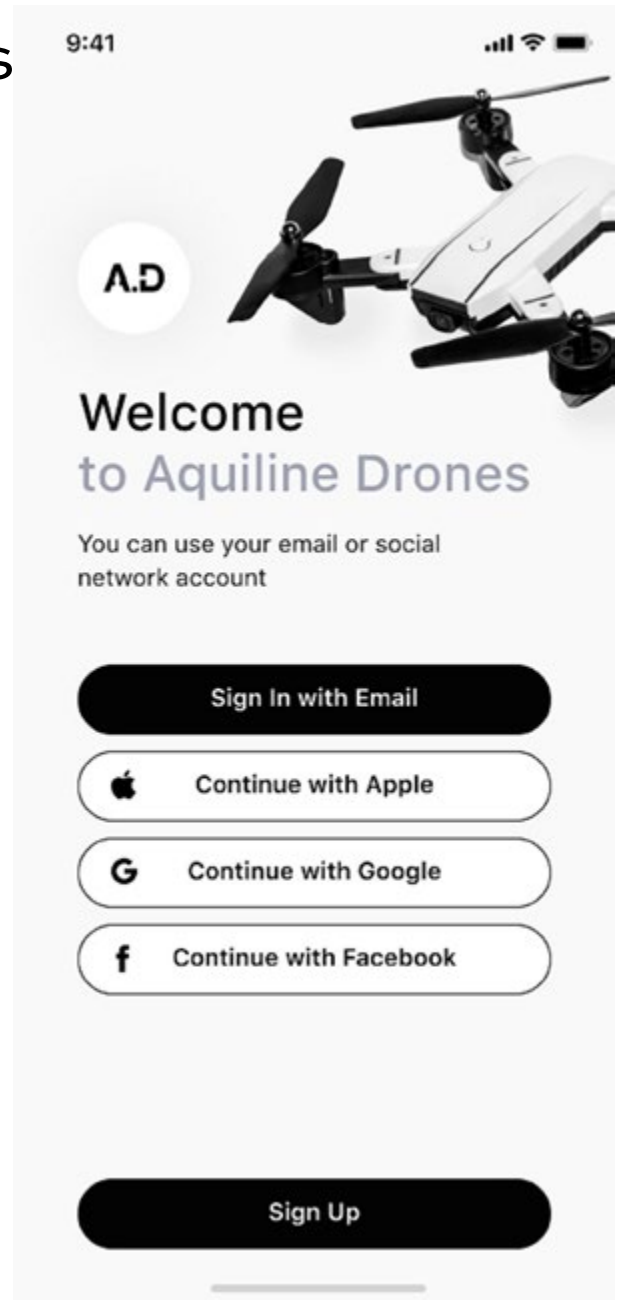 s
9:41
A.D
Welcome
to Aquiline Drones
You can use your email or social
network account
Sign In with Email
Continue with Apple
G Continue with Google
f Continue with Facebook
Sign Up